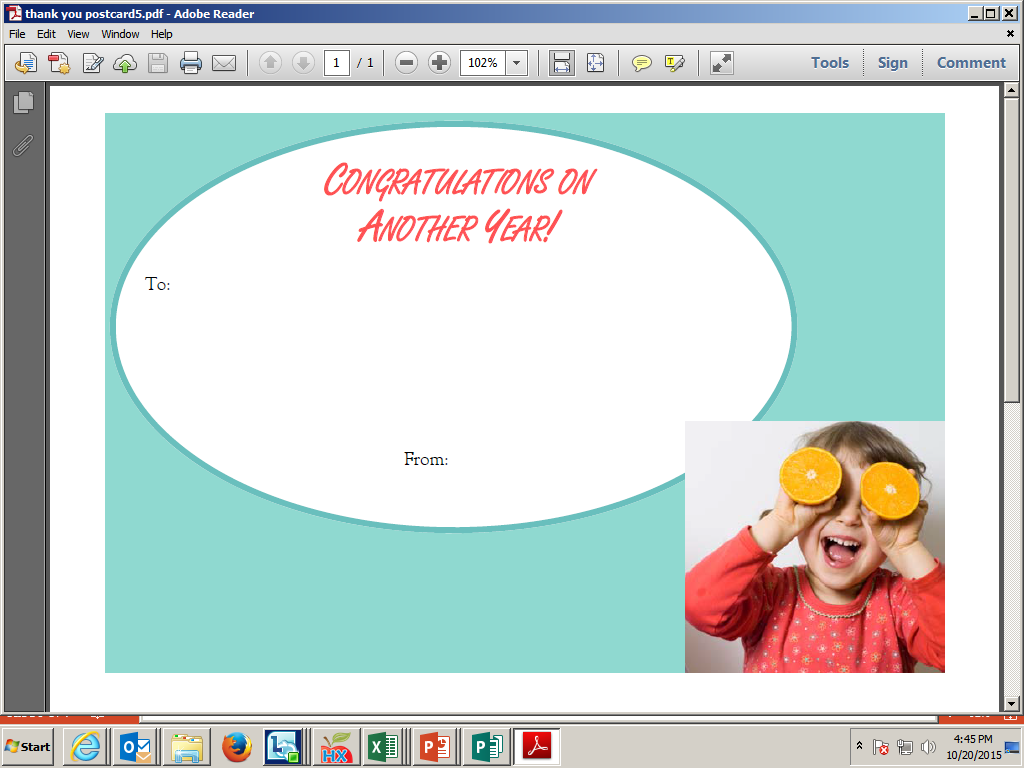 thank you postcard5.pdf - Adobe Reader
File Edit View Window Help
1 / 1 102% Tools Sign Comment
CONGRATULATIONS ON
ANOTHER YEAR!
To:
From:
Start HX 4:45 PM
10/20/2015